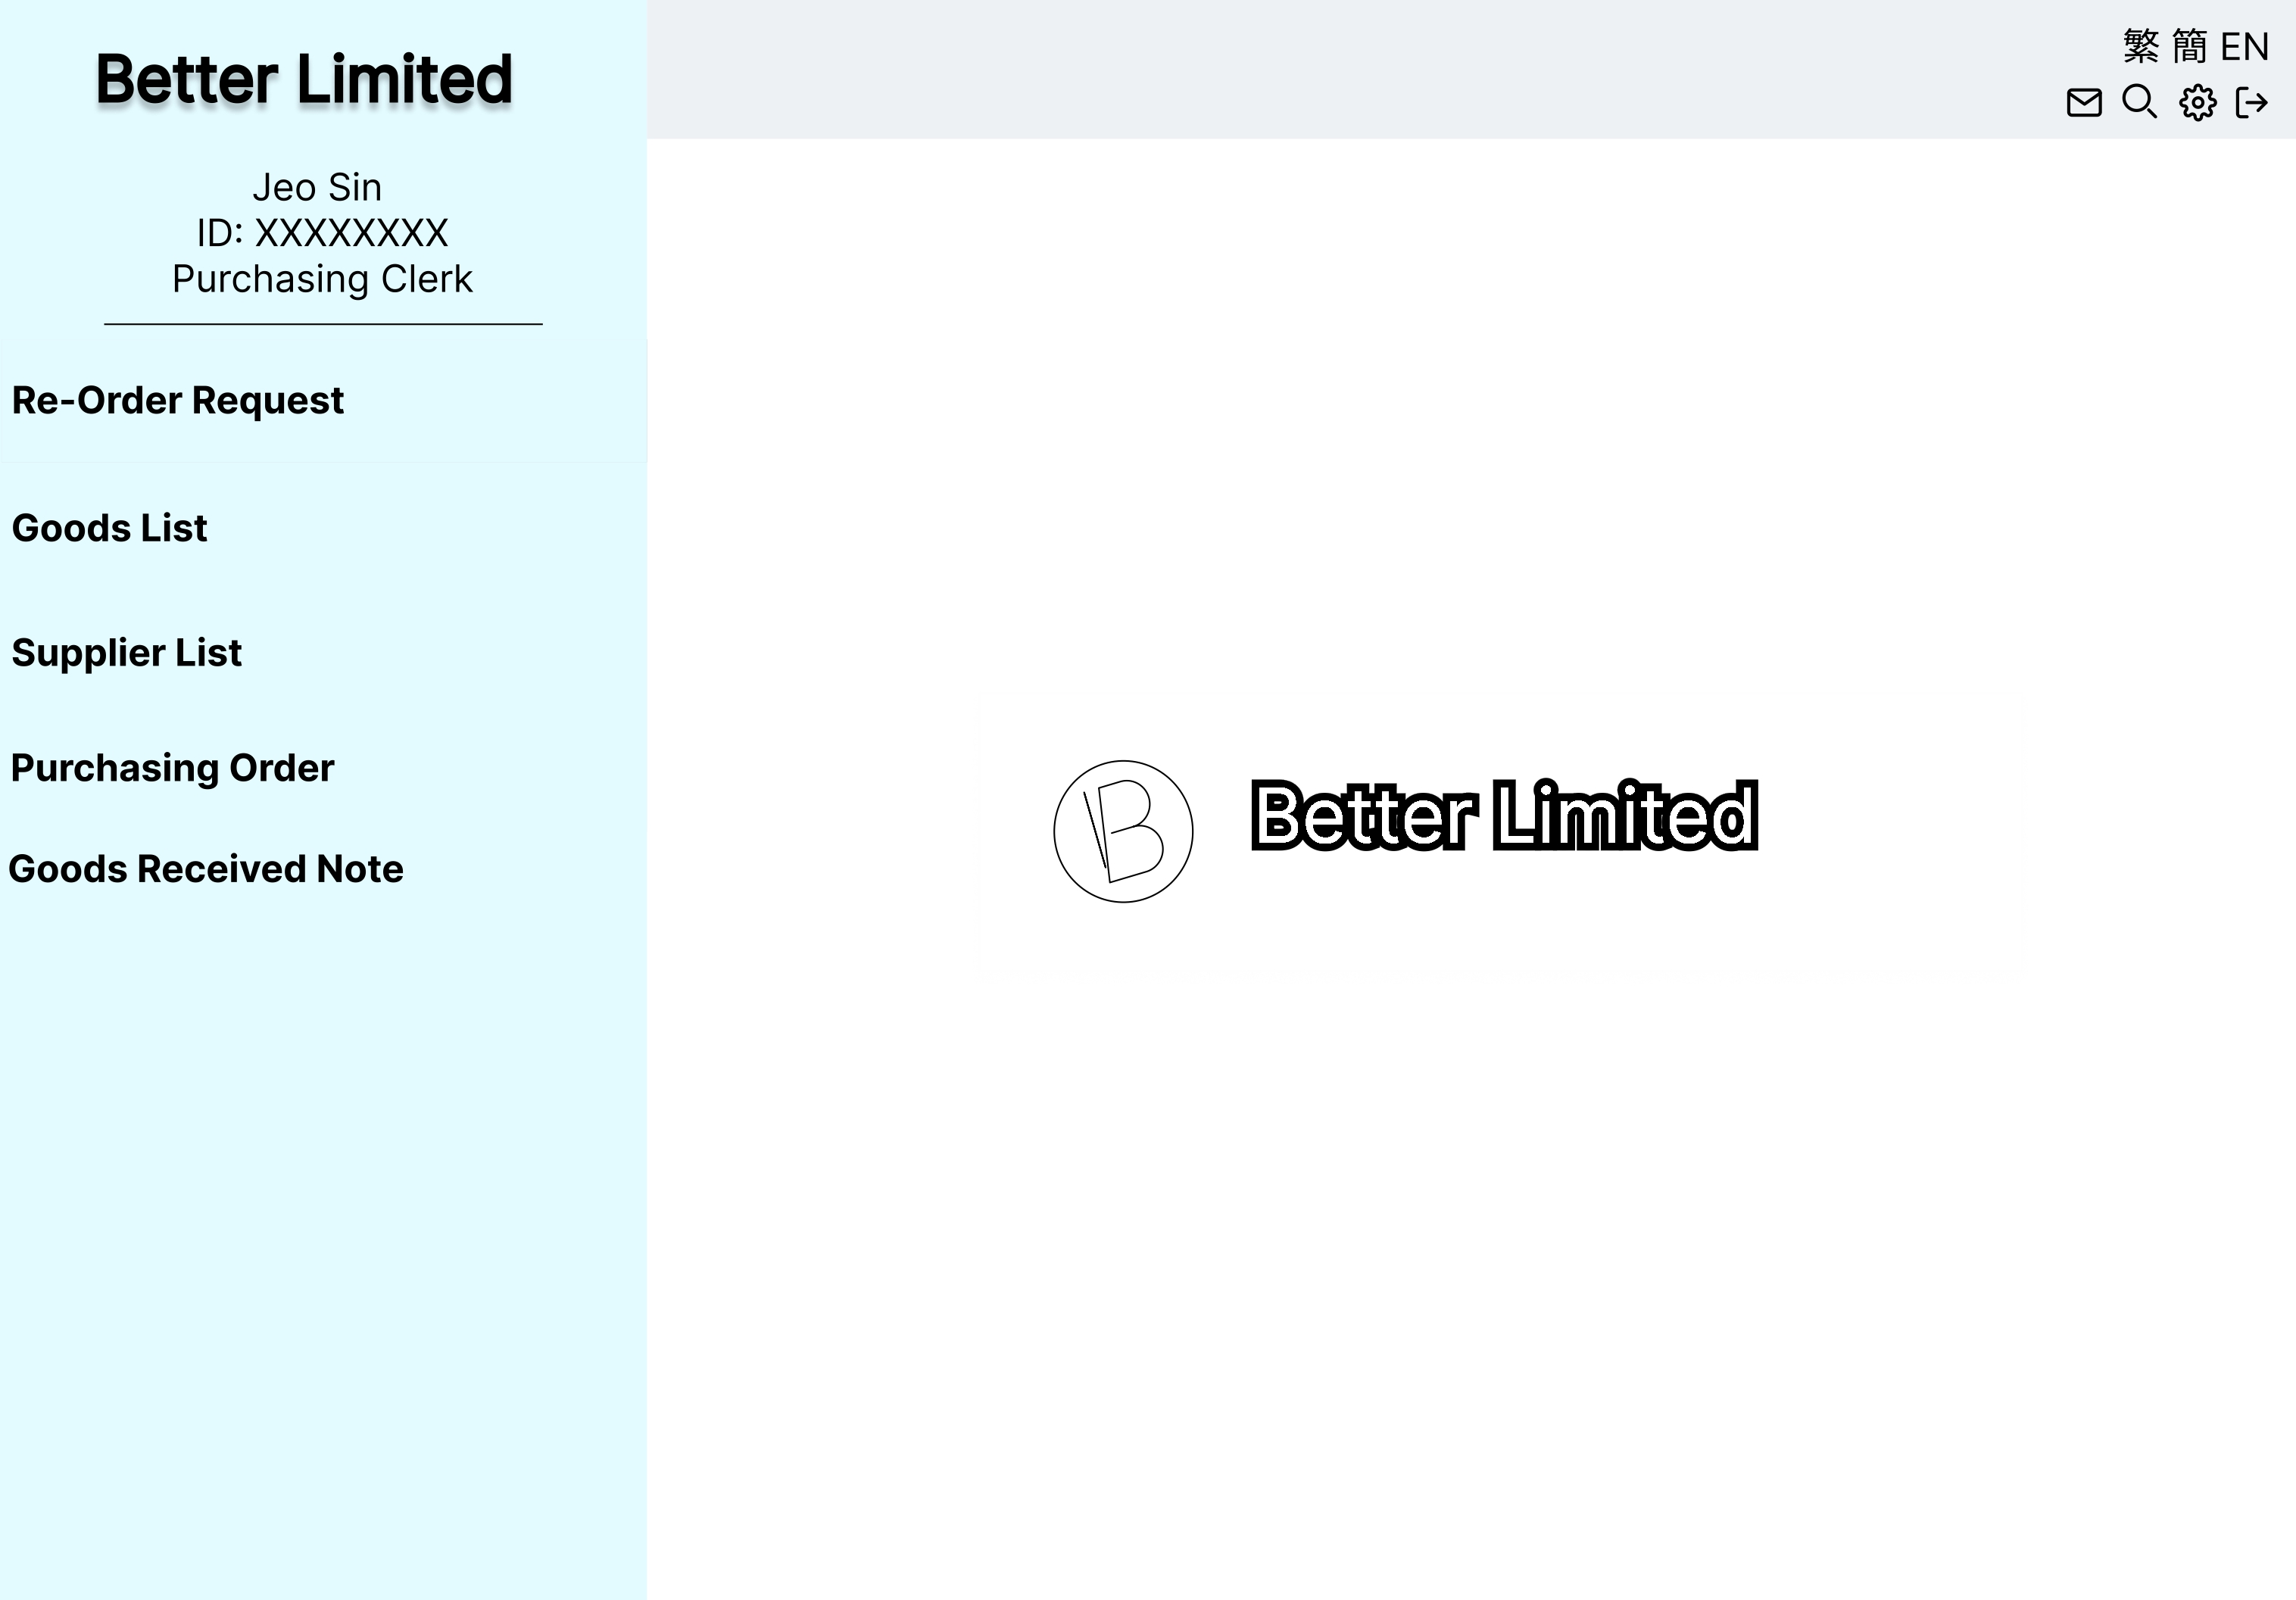 Better Limited
繁 簡 EN
Jeo Sin
ID: XXXXXXXX
Purchasing Clerk
Re-Order Request
Goods List
Supplier List
Purchasing Order
Goods Received Note
B
Better Limited